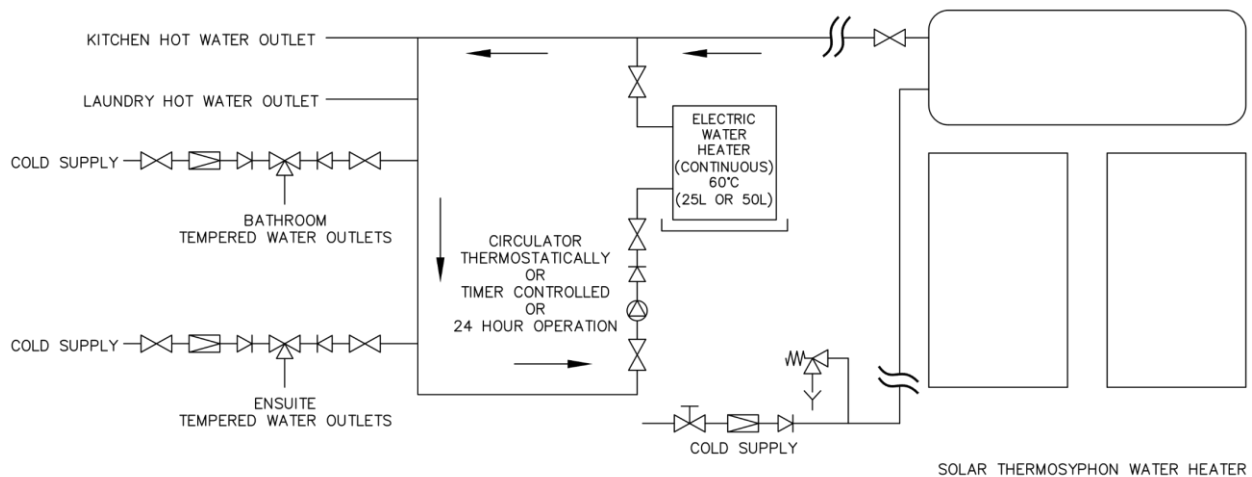 KITCHEN HOT WATER OUTLET
LAUNDRY HOT WATER OUTLET
ELECTRIC
WATER
HEATER
(CONTINUOUS)
60°C
(25L OR 50L)
COLD SUPPLY
BATHROOM
TEMPERED WATER OUTLETS
CIRCULATOR
THERMOSTATICALLY
OR
TIMER CONTROLLED
OR
24 HOUR OPERATION
COLD SUPPLY
ENSUITE
TEMPERED WATER OUTLETS
COLD SUPPLY
SOLAR THERMOSYPHON WATER HEATER